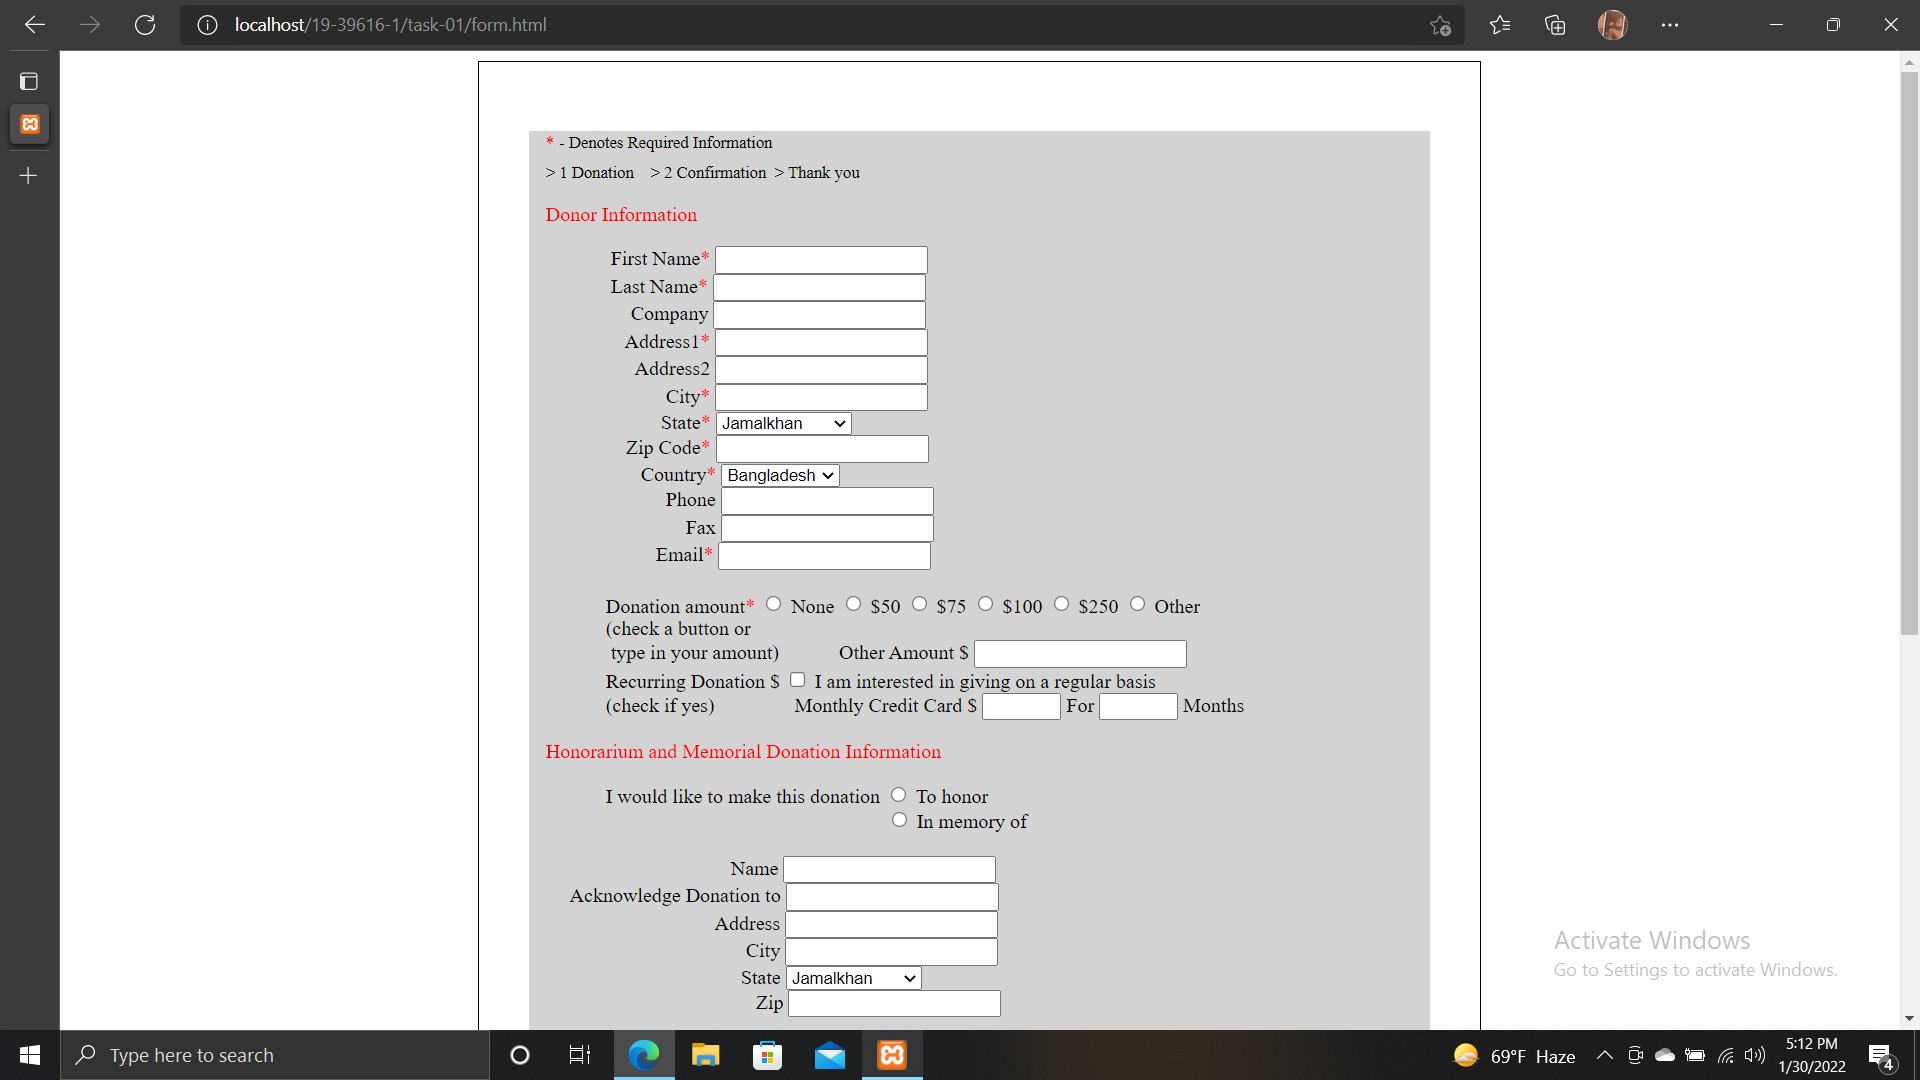 localhost/19-39616-1/task-01/form.html
* - Denotes Required Information
> 1 Donation > 2 Confirmation > Thank you
Donor Information
First Name*
Last Name*
Company
Address1*
Address2
City*
State* Jamalkhan
Zip Code*
Country* Bangladesh
Phone
Fax
Email*
Donation amount* None $50 $75 $100 $250 Other
(check a button or
type in your amount) Other Amount $
Recurring Donation $ I am interested in giving on a regular basis
(check if yes) Monthly Credit Card $ For Months
Honorarium and Memorial Donation Information
I would like to make this donation To honor
In memory of
Name
Acknowledge Donation to
Address
City
State Jamalkhan
Zip
Activate Windows
Go to Settings to activate Windows.
Type here to search
69°F Haze
5:12 PM
1/30/2022
4